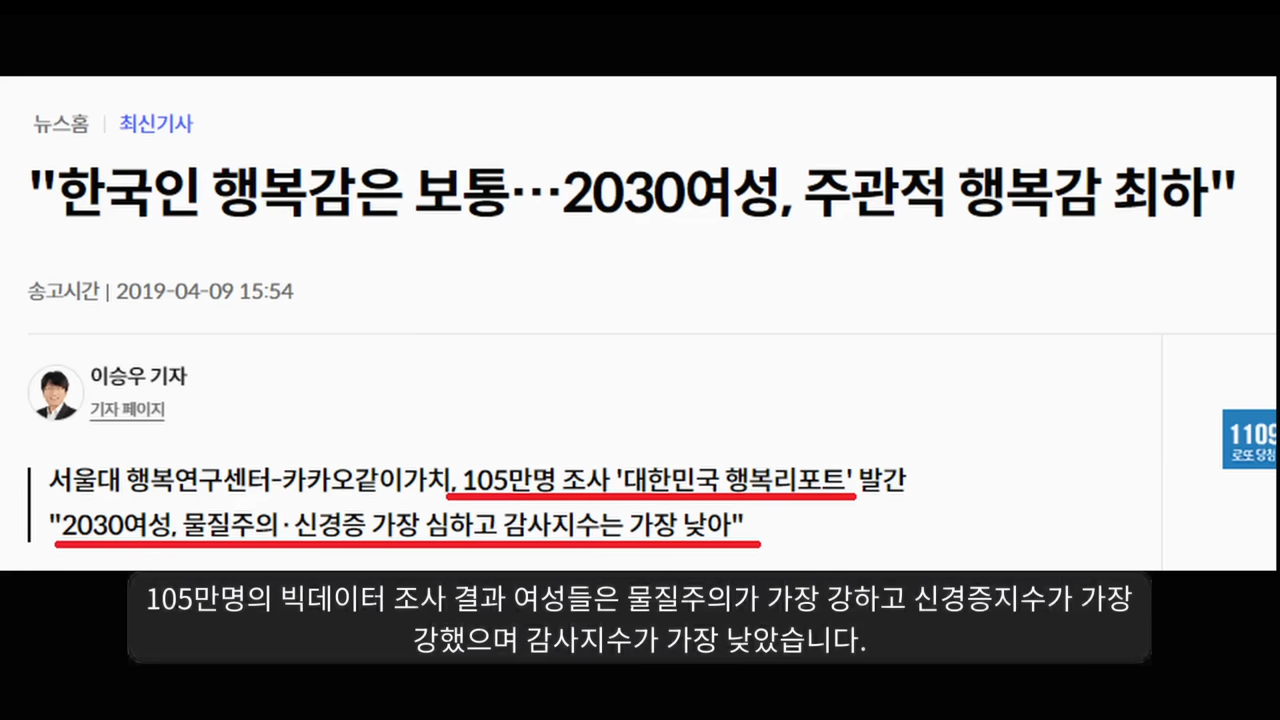 뉴스홈 | 최신기사
"한국인 행복감은 보통…2030여성, 주관적 행복감 최하"
송고시간 | 2019-04-09 15:54
이승우 기자
기자 페이지
1109
로또 당첨
서울대 행복연구센터-카카오같이가치, 105만명 조사 '대한민국 행복리포트' 발간
"2030여성, 물질주의·신경증 가장 심하고 감사지수는 가장 낮아"
105만명의 빅데이터 조사 결과 여성들은 물질주의가 가장 강하고 신경증지수가 가장
강했으며 감사지수가 가장 낮았습니다.